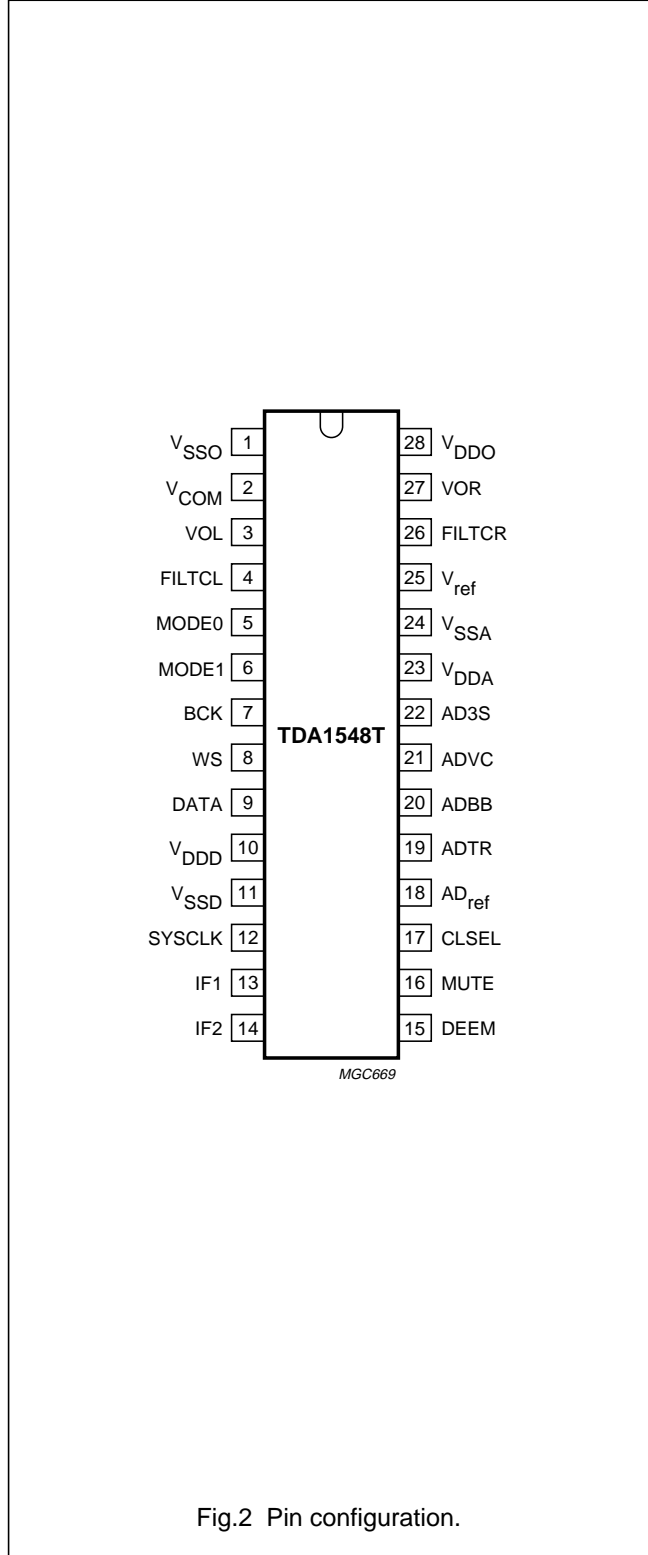 V_SSO 1 28 V_DDO
V_COM 2 27 VOR
VOL 3 26 FILTCR
FILTCL 4 25 V_ref
MODE0 5 24 V_SSA
MODE1 6 23 V_DDA
BCK 7 TDA1548T 22 AD3S
WS 8 21 ADVC
DATA 9 20 ADBB
V_DDD 10 19 ADTR
V_SSD 11 18 AD_ref
SYSCLK 12 17 CLSEL
IF1 13 16 MUTE
IF2 14 15 DEEM
MGC669
Fig.2 Pin configuration.